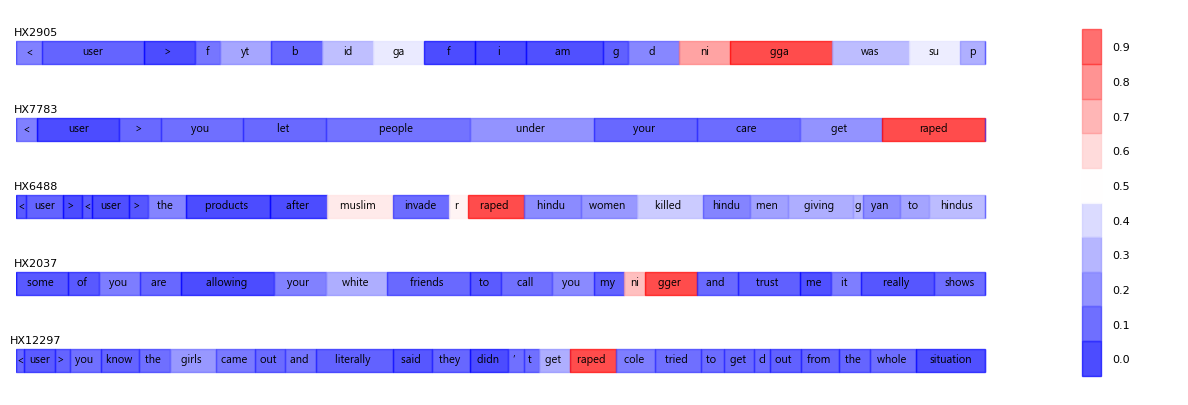 HX2905
< user > f yt b id ga f i am g d ni gga was su p
HX7783
< user > you let people under your care get raped
HX6488
< user > < user > the products after muslim invade r raped hindu women killed hindu men giving g yan to hindus
HX2037
some of you are allowing your white friends to call you my ni gger and trust me it really shows
HX12297
< user > you know the girls came out and literally said they didn ' t get raped cole tried to get d out from the whole situation
0.9
0.8
0.7
0.6
0.5
0.4
0.3
0.2
0.1
0.0